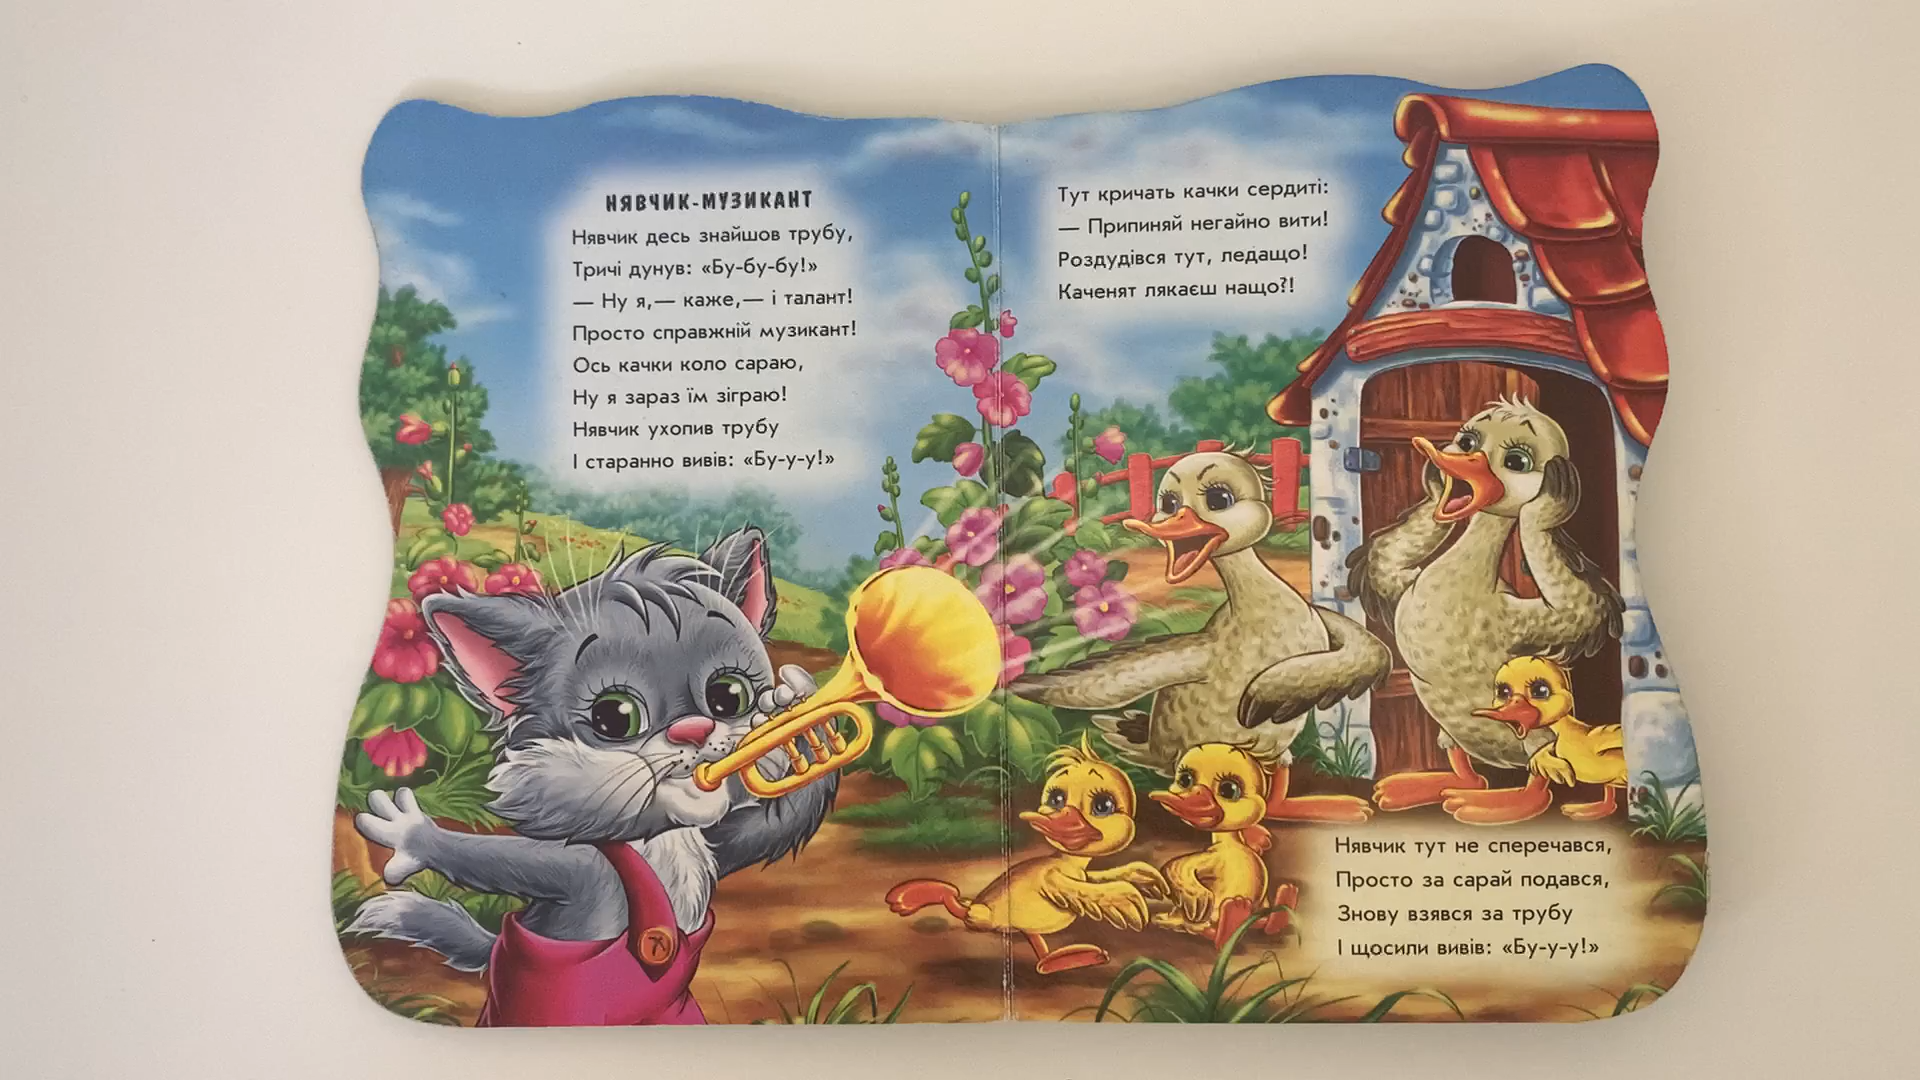 НЯВЧИК-МУЗИКАНТ
Нявчик десь знайшов трубу,
Тричі дунув: «Бу-бу-бу!»
— Ну я,— каже,— і талант!
Просто справжній музикант!
Ось качки коло сараю,
Ну я зараз їм зіграю!
Нявчик ухопив трубу
І старанно вивів: «Бу-у-у!»
Тут кричать качки сердиті:
— Припиняй негайно вити!
Роздудівся тут, ледащо!
Каченят лякаєш нащо?!
Нявчик тут не сперечався,
Просто за сарай подався,
Знову взявся за трубу
І щосили вивів: «Бу-у-у!»